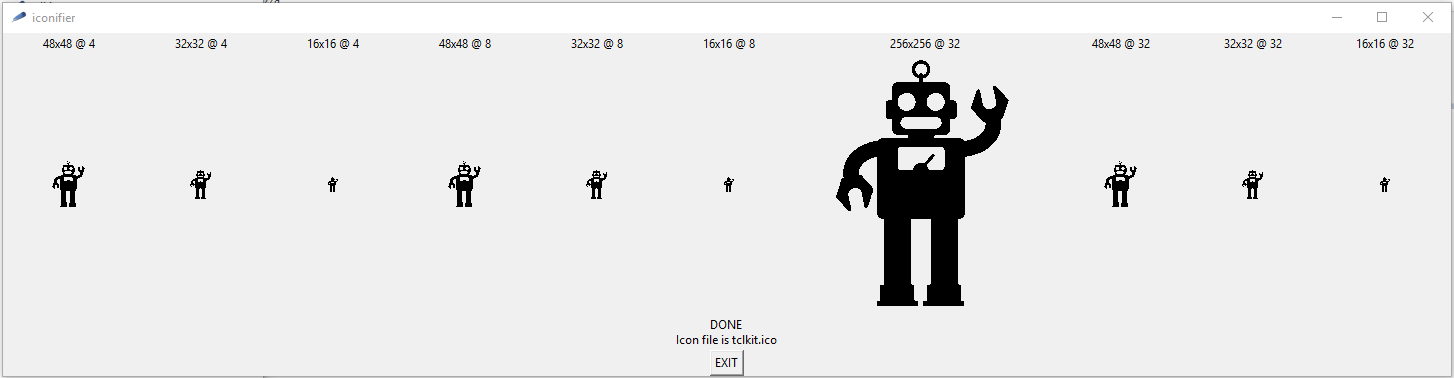 iconifier
48x48 @ 4 32x32 @ 4 16x16 @ 4 48x48 @ 8 32x32 @ 8 16x16 @ 8 256x256 @ 32 48x48 @ 32 32x32 @ 32 16x16 @ 32
DONE
Icon file is tclkit.ico
EXIT